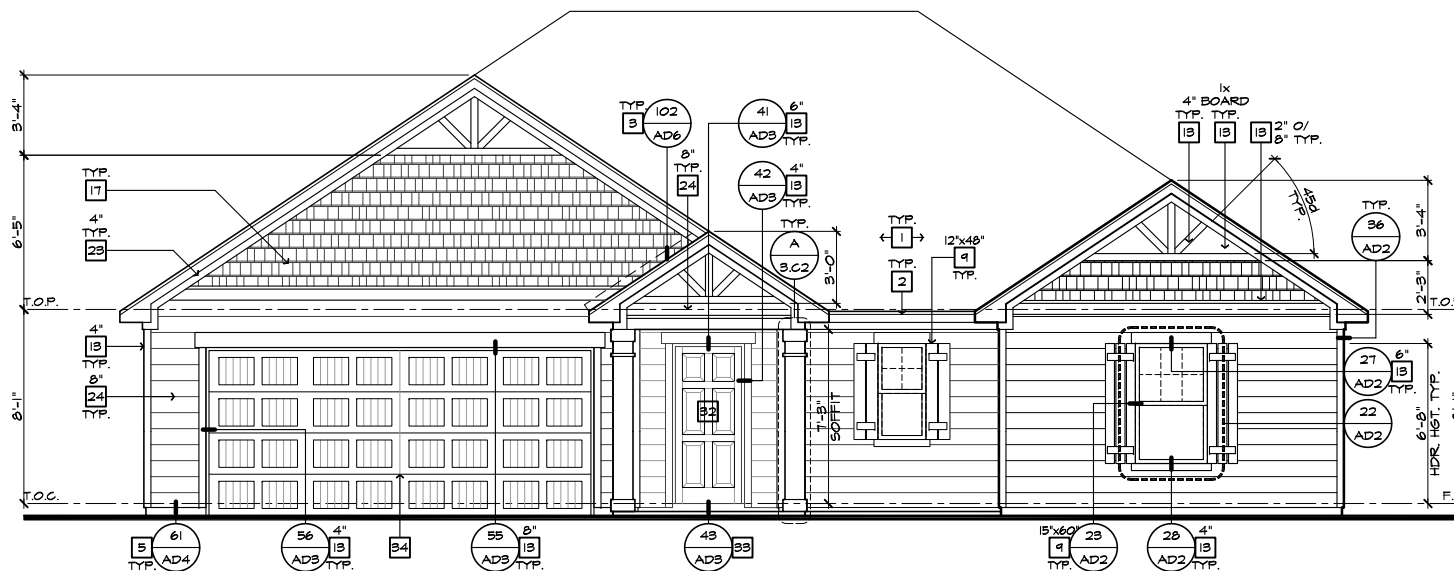 1x
4" BOARD
TYP. TYP.
13 13
13 2" O/
8" TYP.
45d
TYP.
TYP.
3
102
AD6
41
AD3
6"
13
TYP.
42
AD3
4"
13
TYP.
8"
TYP.
24
TYP.
A
3.C2
TYP.
1
TYP.
2
12"x48"
9
TYP.
TYP.
36
AD2
3'-4"
6'-5"
8'-1"
TYP.
17
4"
TYP.
23
T.O.P.
4"
13
TYP.
8"
24
TYP.
T.O.C.
3'-0"
3'-4"
2'-3"
T.O.
27
AD2
6"
13
TYP.
22
AD2
6'-8"
HDR. HGT. TYP.
F.
32
7'-3"
SOFFIT
5
TYP.
61
AD4
56
AD3
4"
13
TYP.
34
55
AD3
8"
13
TYP.
43
AD3
33
15"x60"
9
TYP.
23
AD2
28
AD2
4"
13
TYP.